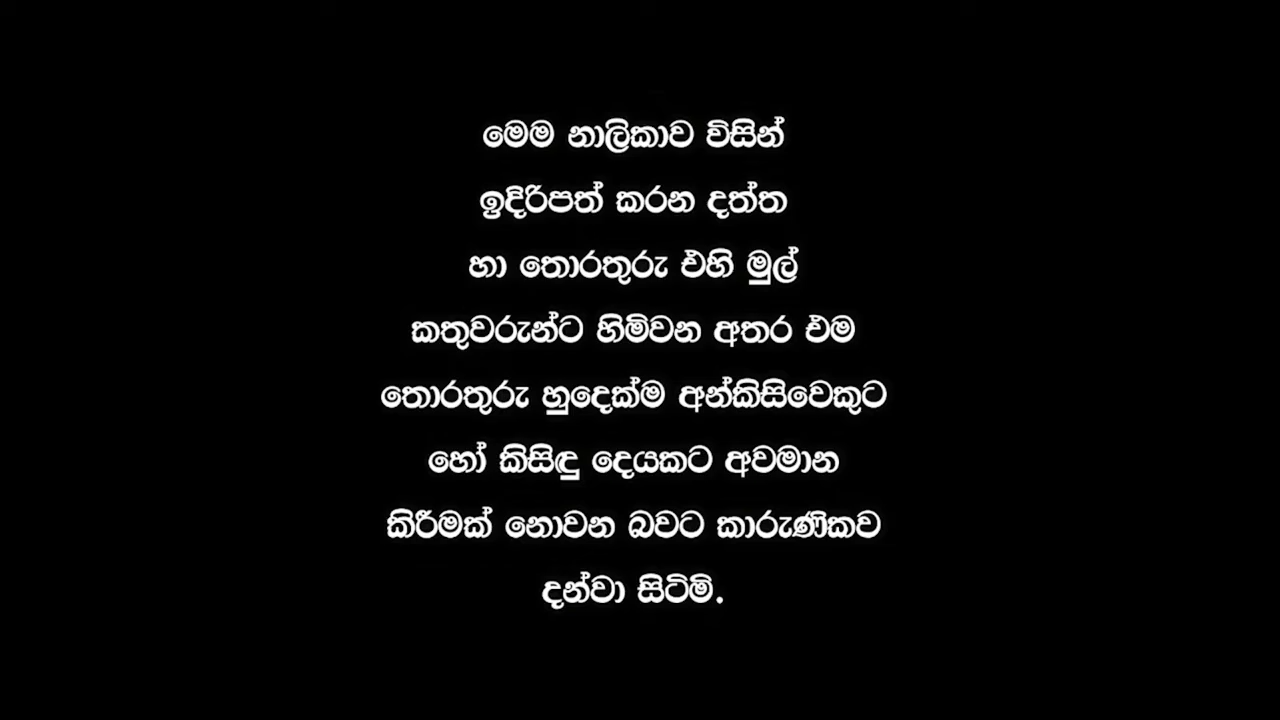 මෙම නාලිකාව විසින්
ඉදිරිපත් කරන දත්ත
හා තොරතුරු එහි මුල්
කතුවරුන්ට හිමිවන අතර එම
තොරතුරු හුදෙක්ම අන්කිසිවෙකුට
හෝ කිසිඳු දෙයකට අවමාන
කිරීමක් නොවන බවට කාරුණිකව
දන්වා සිටිමි.